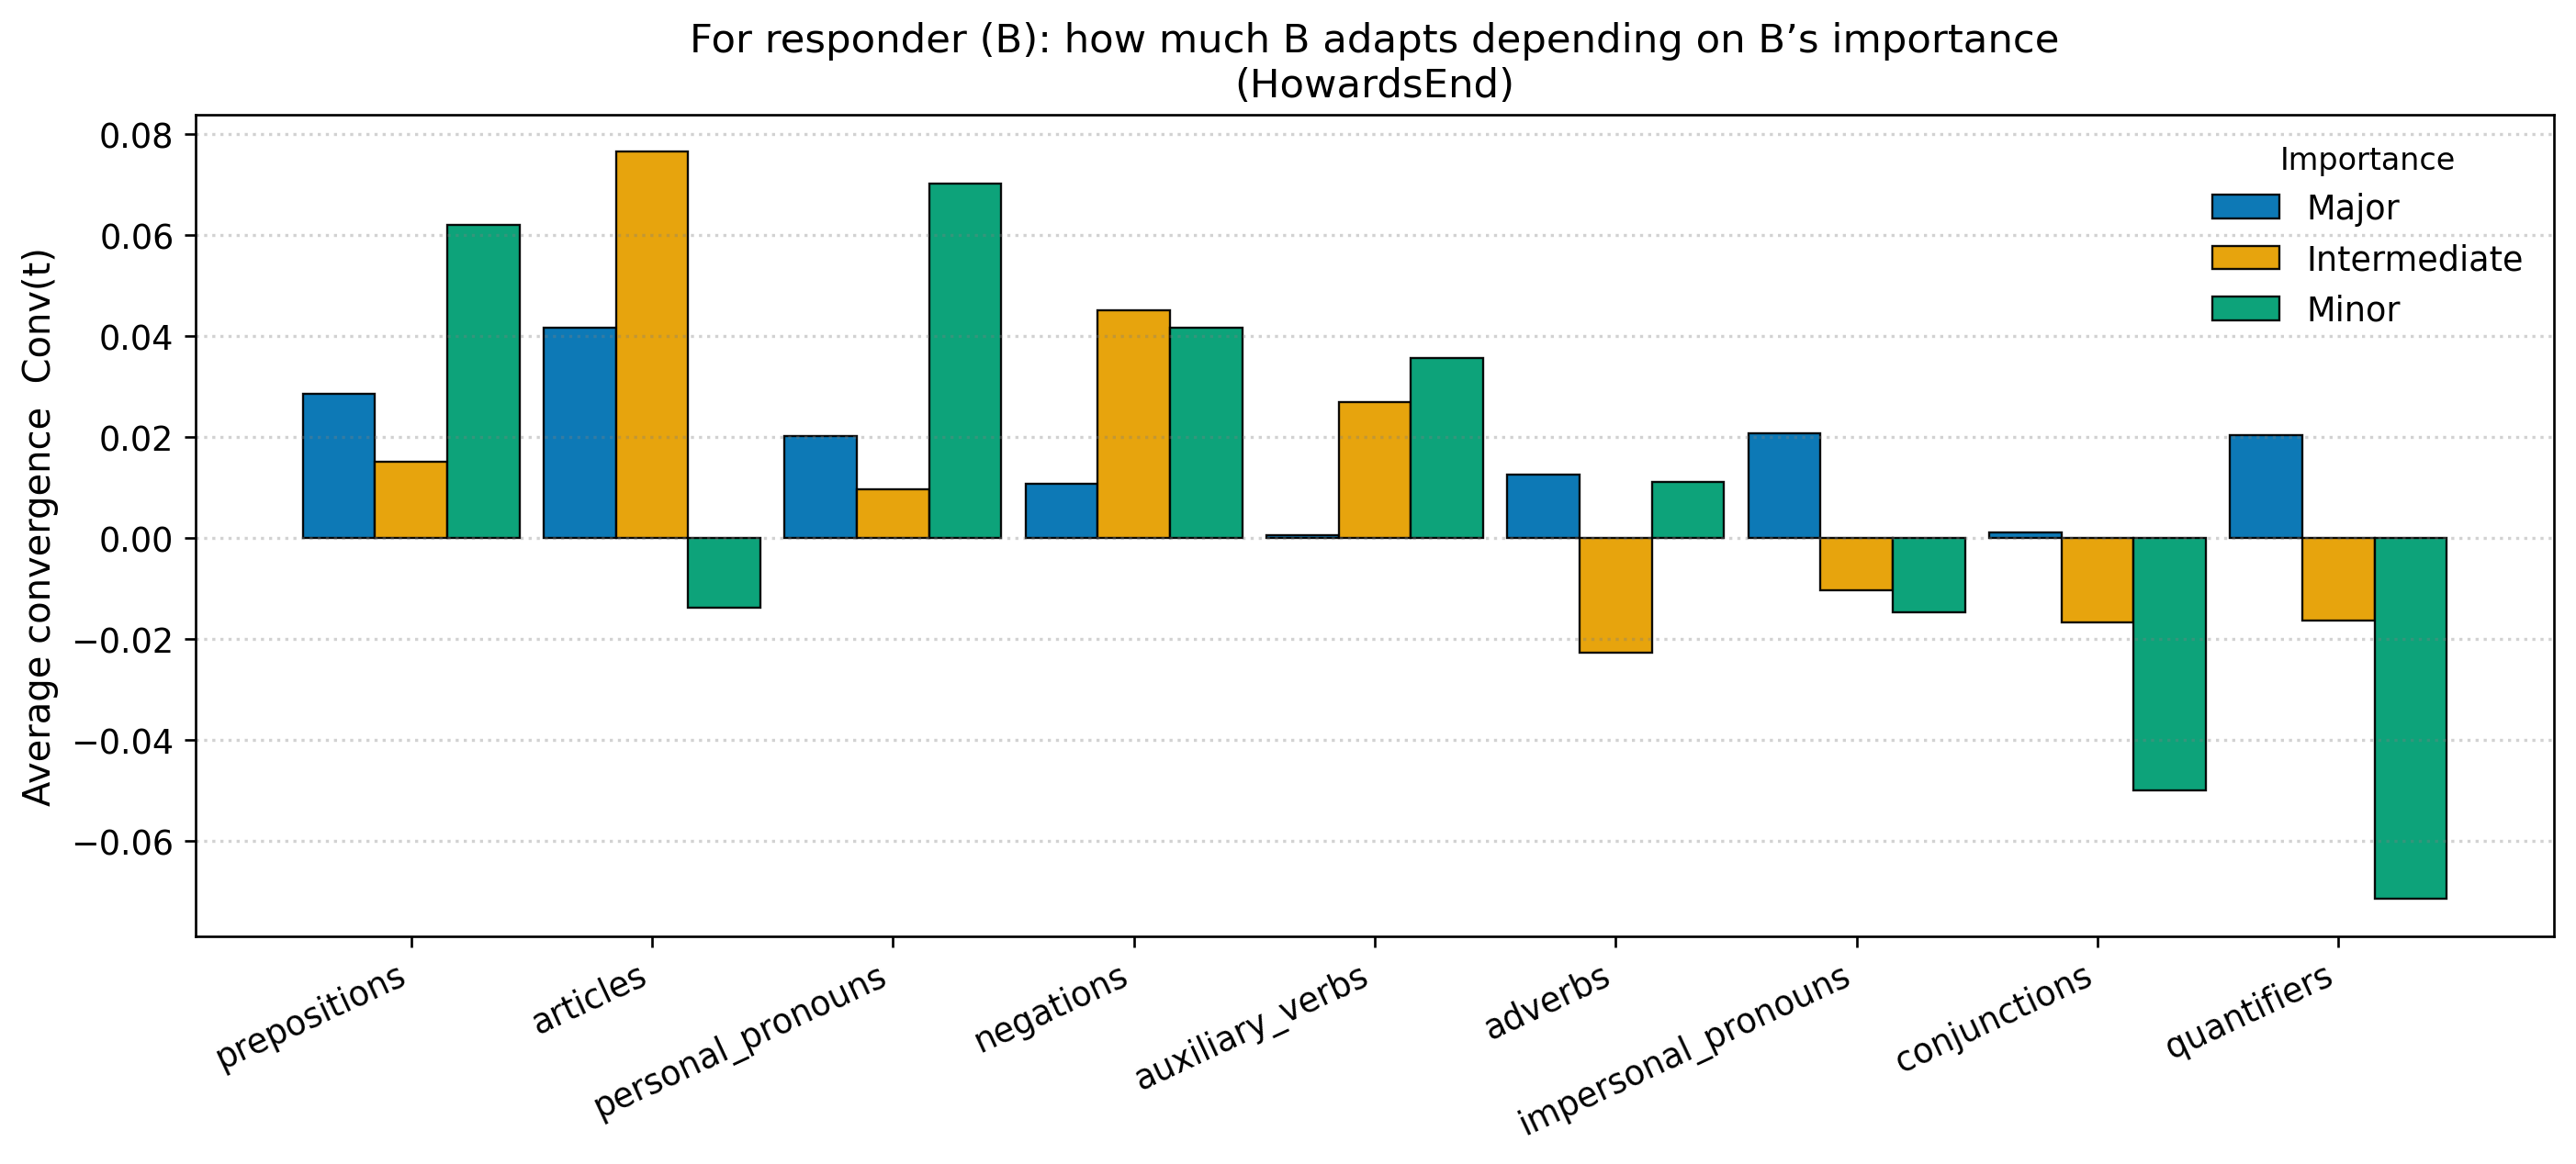 For responder (B): how much B adapts depending on B’s importance
(HowardsEnd)
Average convergence  Conv(t)
0.08
0.06
0.04
0.02
0.00
−0.02
−0.04
−0.06
Importance
Major
Intermediate
Minor
prepositions
articles
personal_pronouns
negations
auxiliary_verbs
adverbs
impersonal_pronouns
conjunctions
quantifiers